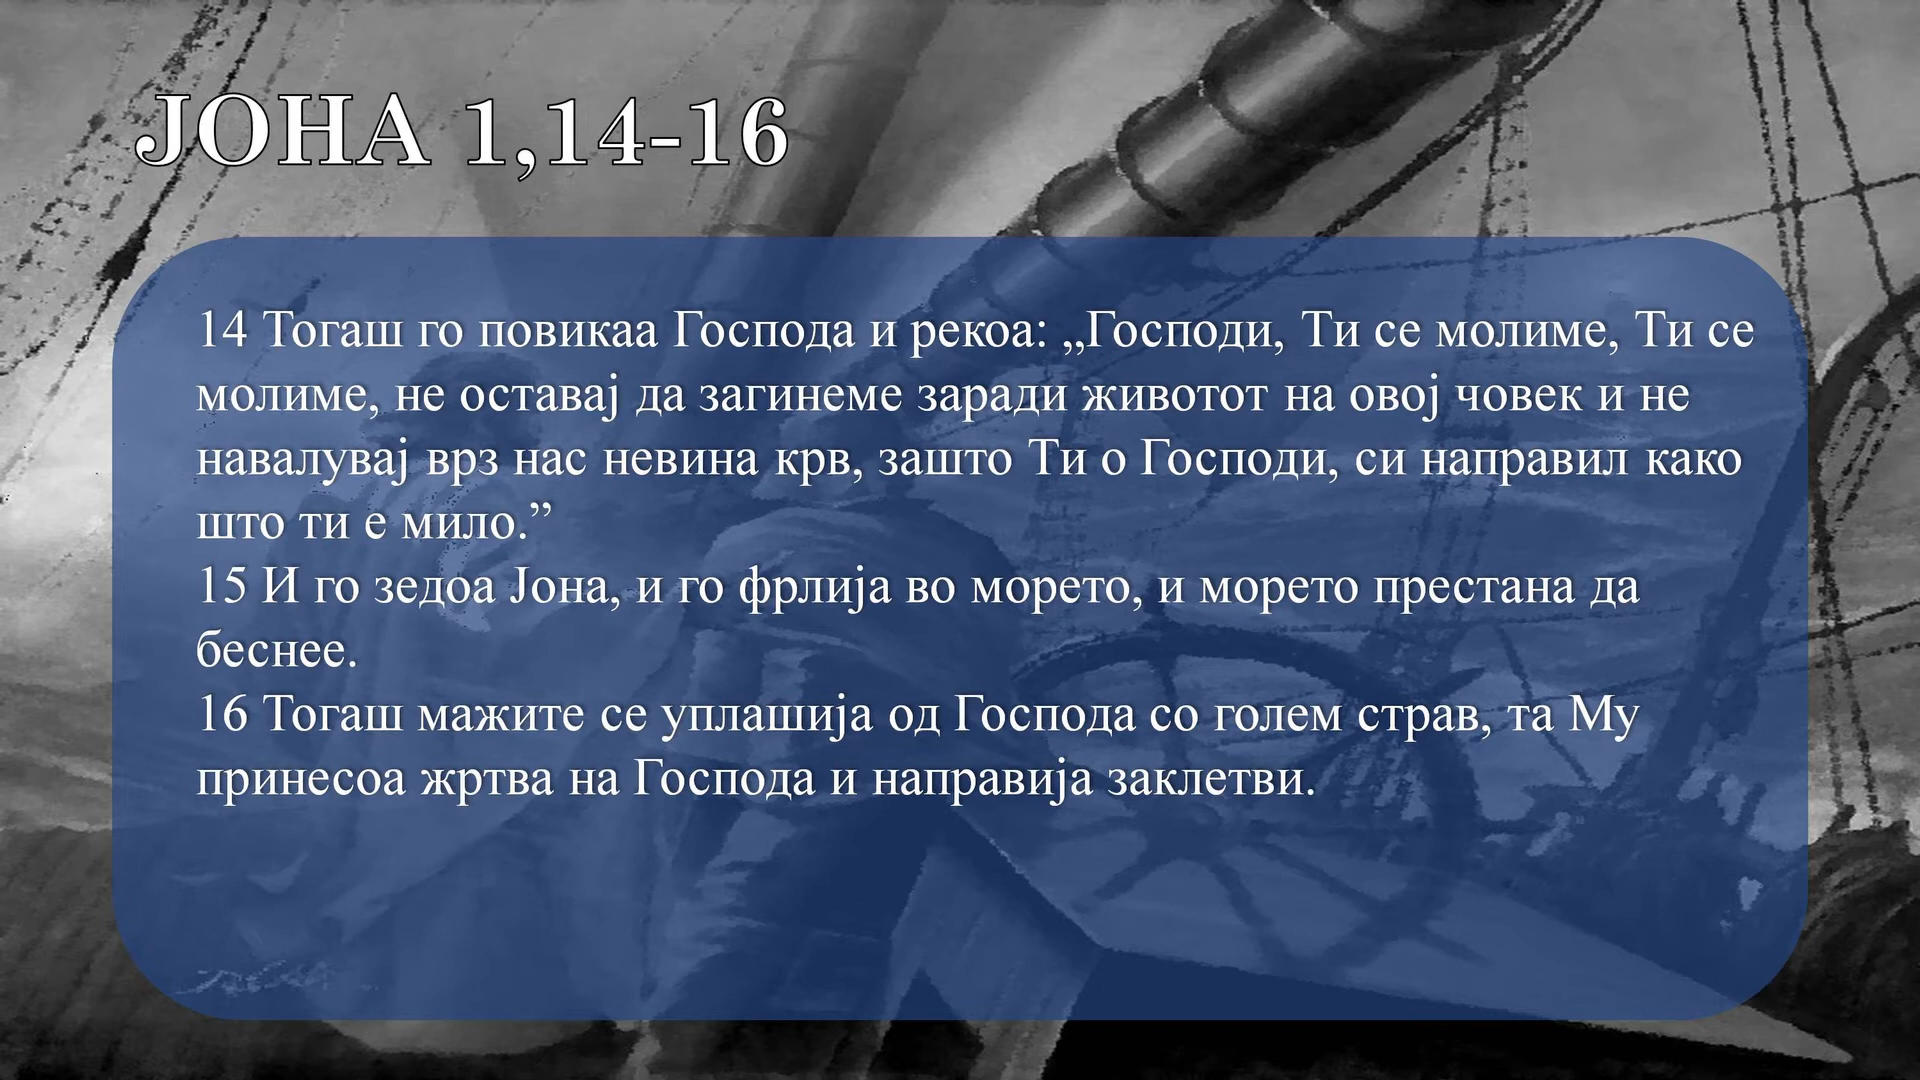 ЈОНА 1,14-16
14 Тогаш го повикаа Господа и рекоа: „Господи, Ти се молиме, Ти се
молиме, не оставај да загинеме заради животот на овој човек и не
навалувај врз нас невина крв, зашто Ти о Господи, си направил како
што ти е мило.”
15 И го зедоа Јона, и го фрлија во морето, и морето престана да
беснее.
16 Тогаш мажите се уплашија од Господа со голем страв, та Му
принесоа жртва на Господа и направија заклетви.